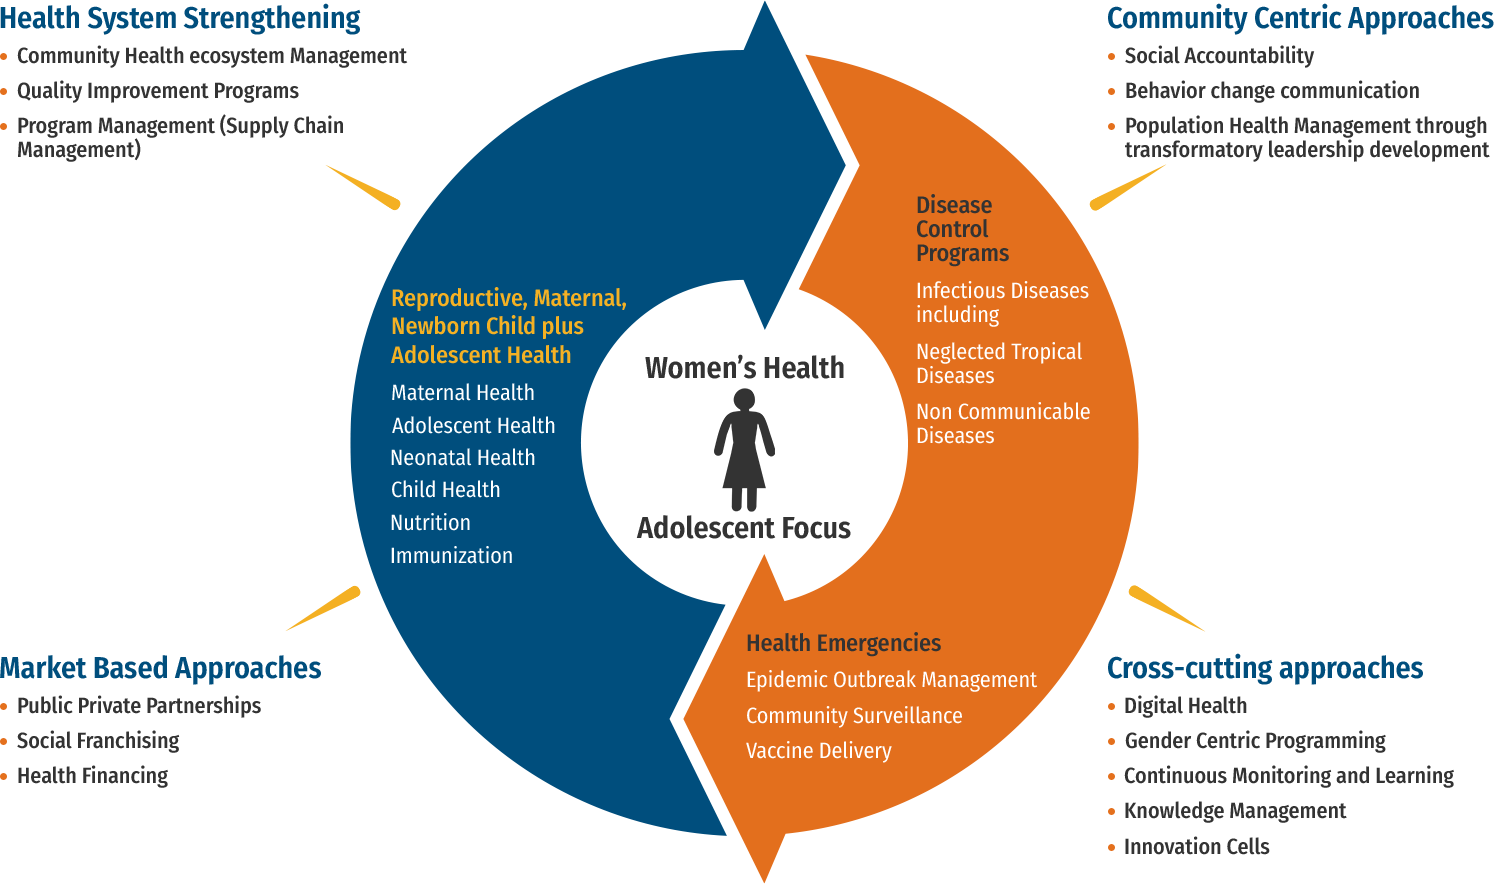 Health System Strengthening
• Community Health ecosystem Management
• Quality Improvement Programs
• Program Management (Supply Chain
Management)
Community Centric Approaches
• Social Accountability
• Behavior change communication
• Population Health Management through
transformatory leadership development
Reproductive, Maternal,
Newborn Child plus
Adolescent Health
Maternal Health
Adolescent Health
Neonatal Health
Child Health
Nutrition
Immunization
Women’s Health
Adolescent Focus
Disease
Control
Programs
Infectious Diseases
including
Neglected Tropical
Diseases
Non Communicable
Diseases
Health Emergencies
Epidemic Outbreak Management
Community Surveillance
Vaccine Delivery
Market Based Approaches
• Public Private Partnerships
• Social Franchising
• Health Financing
Cross-cutting approaches
• Digital Health
• Gender Centric Programming
• Continuous Monitoring and Learning
• Knowledge Management
• Innovation Cells